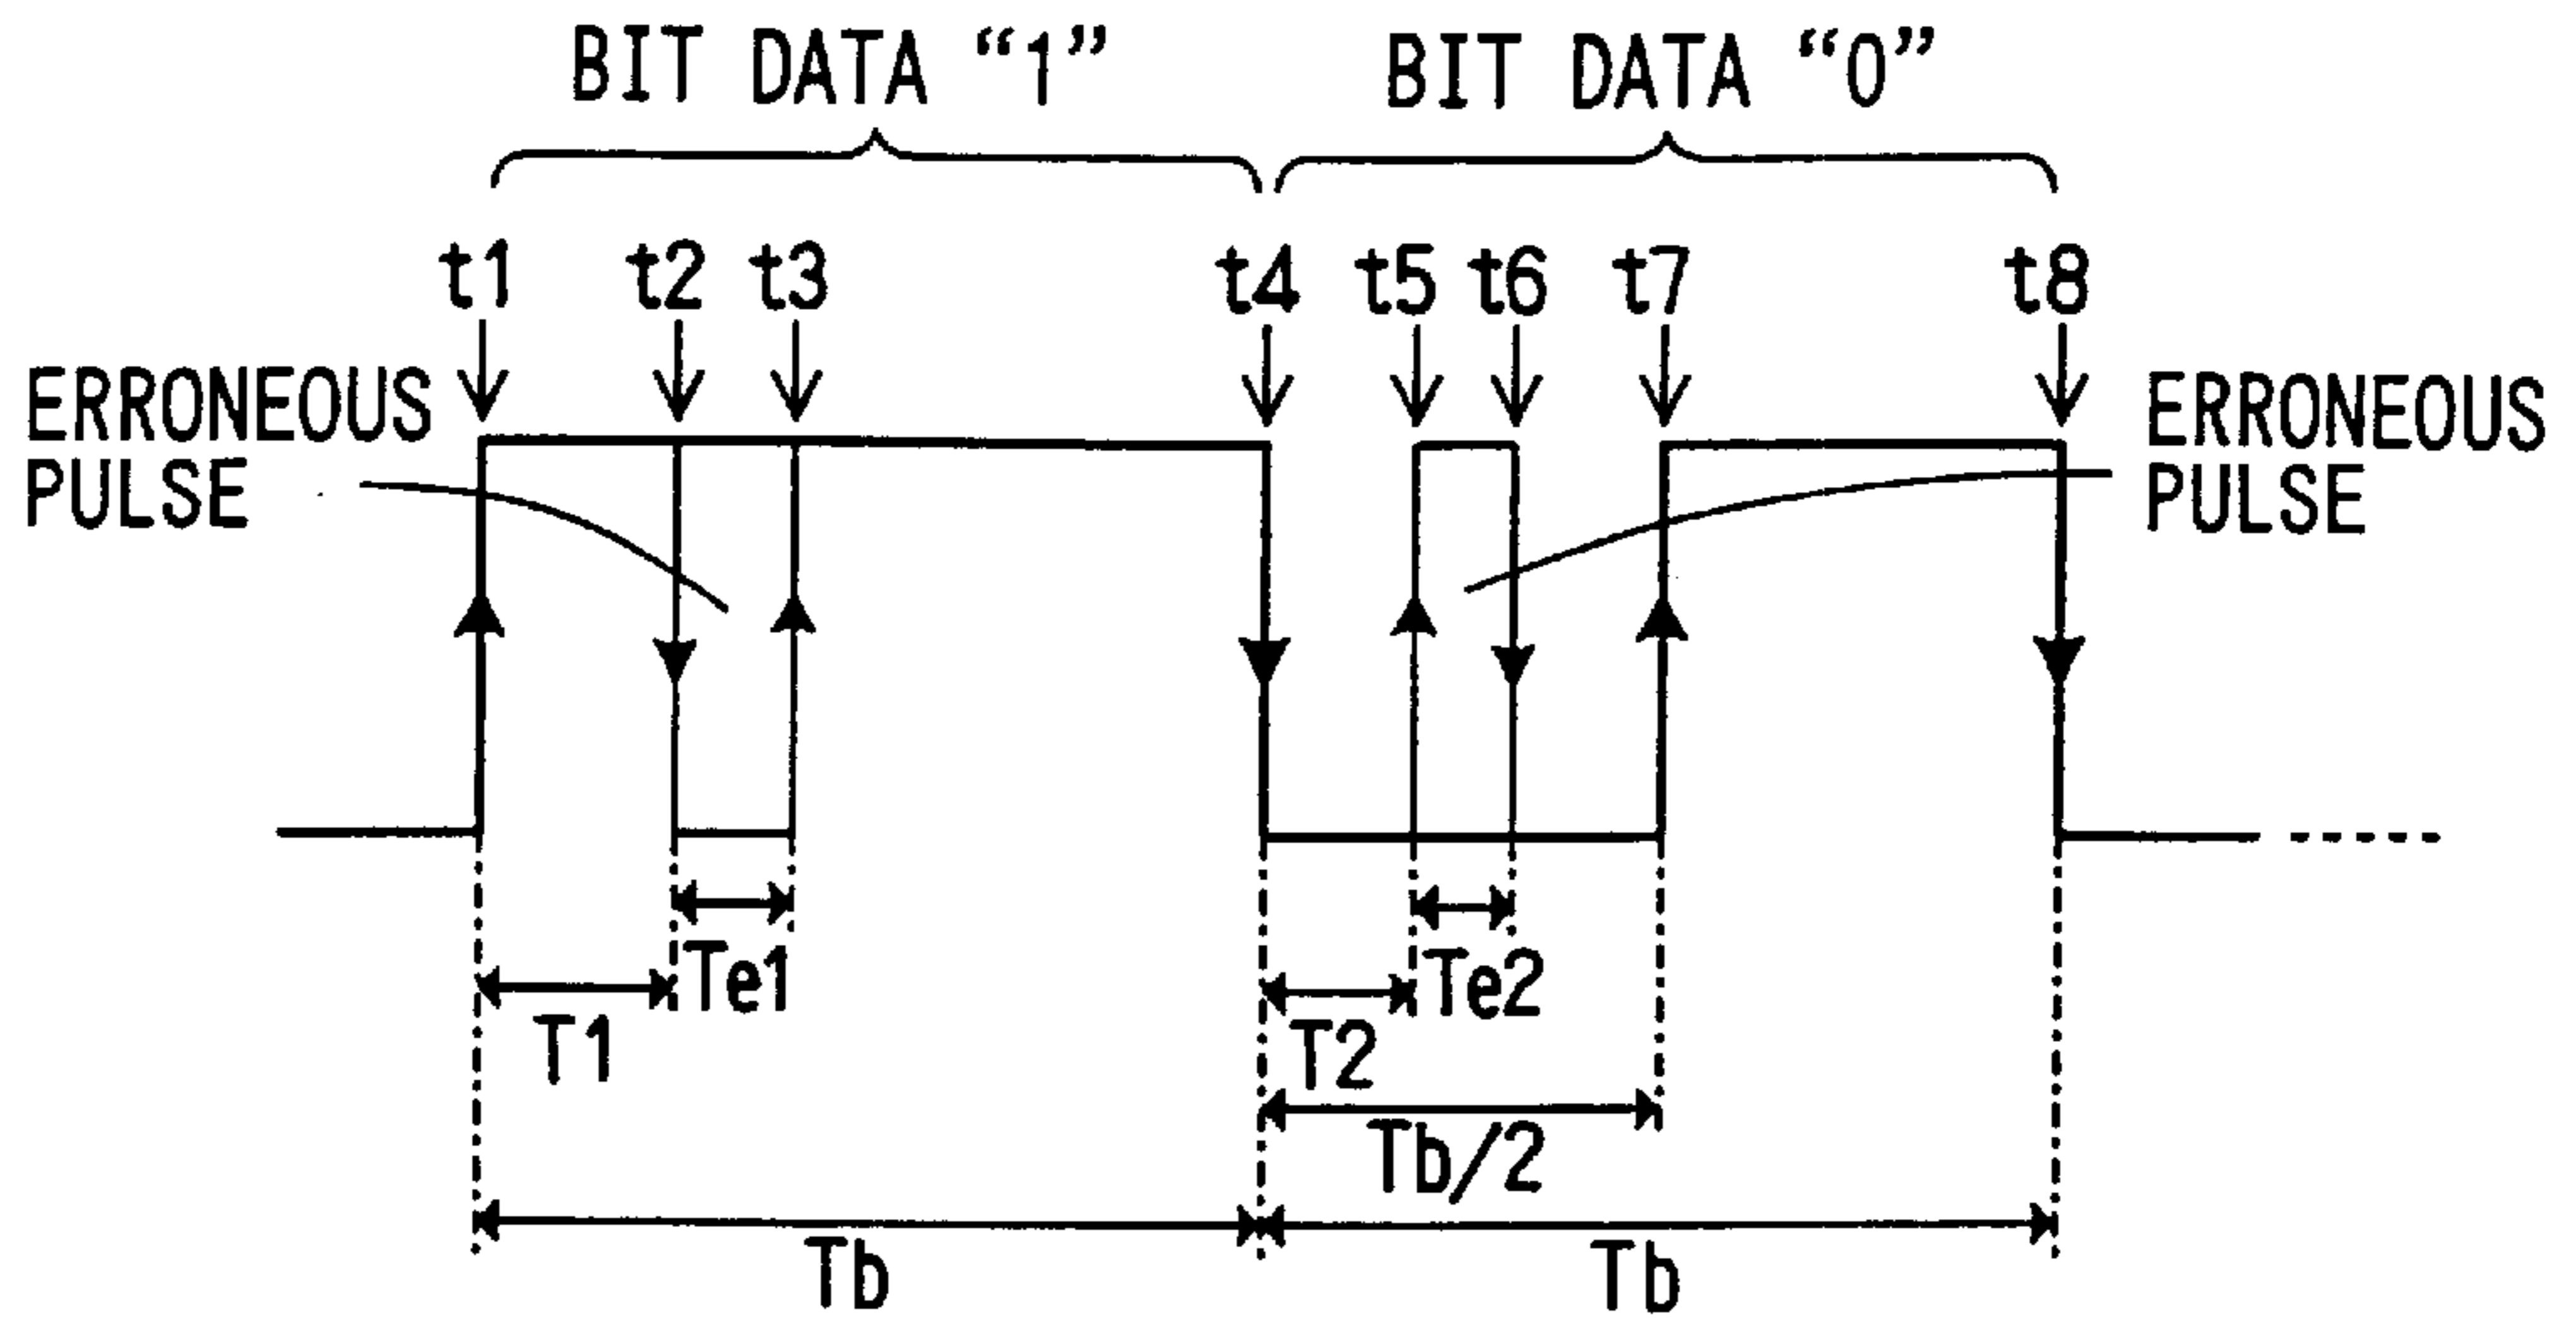 BIT DATA “1” BIT DATA “0”
t1 t2 t3 t4 t5 t6 t7 t8
ERRONEOUS
PULSE
ERRONEOUS
PULSE
Te1 Te2
T1 T2
Tb/2
Tb Tb